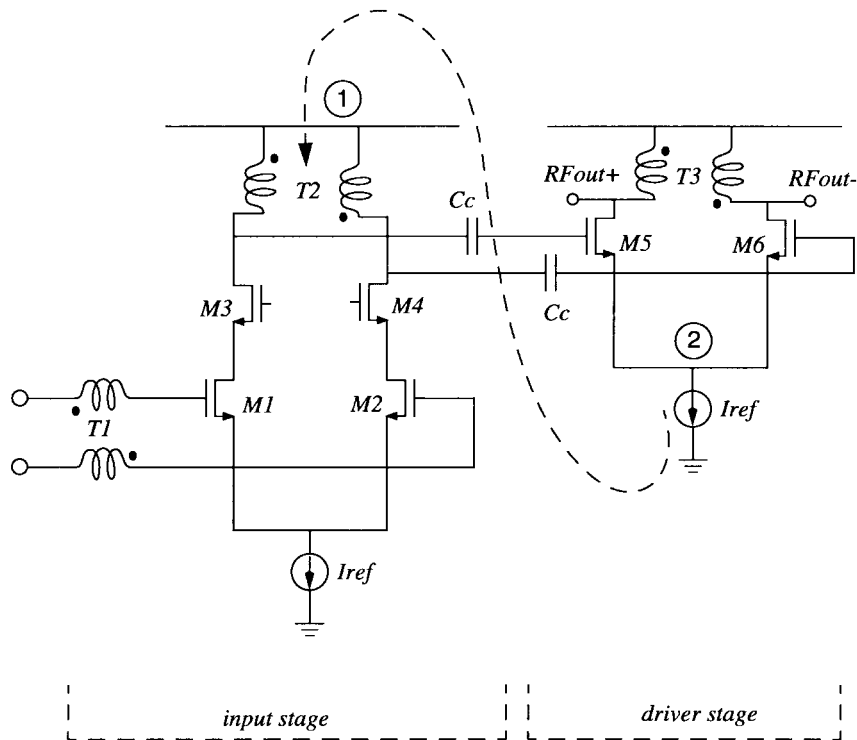 1
T2
RFout+
T3
RFout-
Cc
M5
M6
M3
M4
Cc
2
M1
M2
Iref
T1
Iref
input stage
driver stage